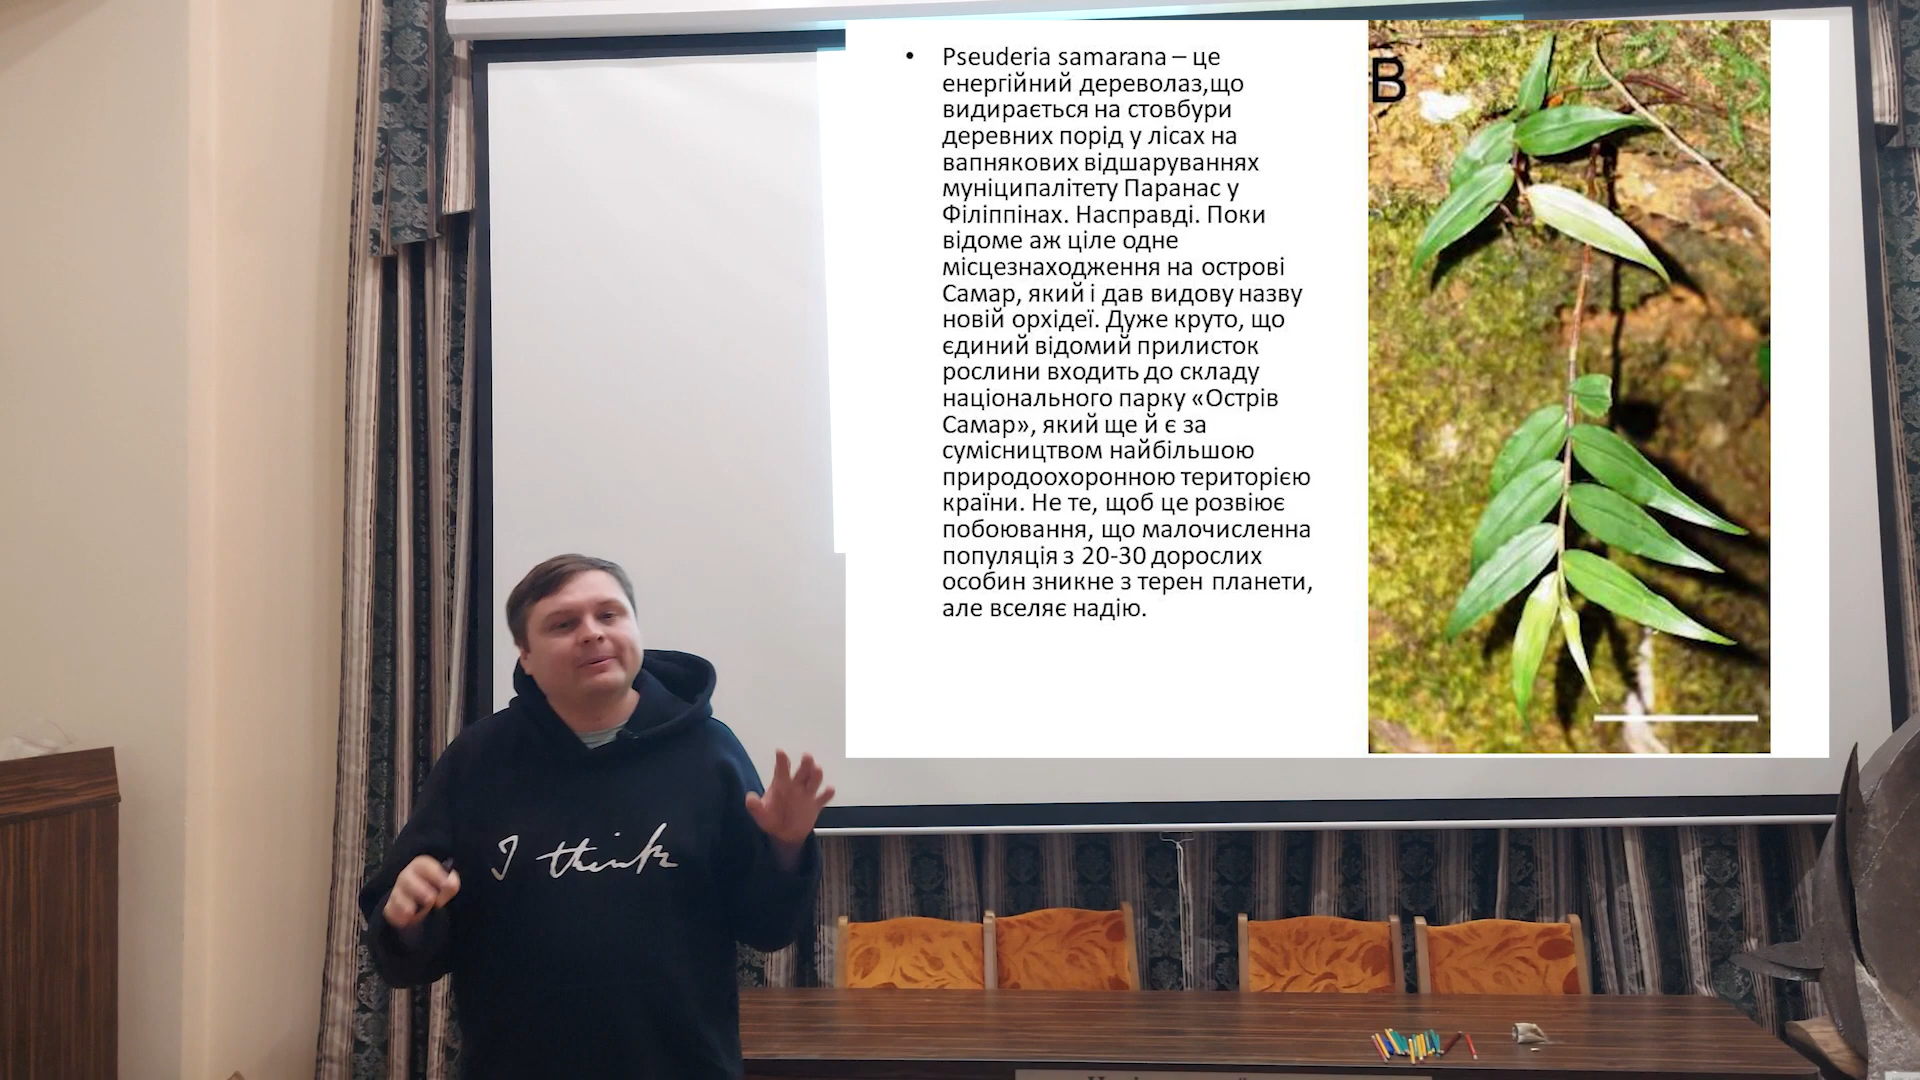 • Pseuderia samarana – це
енергійний дереволаз,що
видирається на стовбури
деревних порід у лісах на
вапнякових відшаруваннях
муніципалітету Паранас у
Філіппінах. Насправді. Поки
відоме аж ціле одне
місцезнаходження на острові
Самар, який і дав видову назву
новій орхідеї. Дуже круто, що
єдиний відомий прилисток
рослини входить до складу
національного парку «Острів
Самар», який ще й є за
сумісництвом найбільшою
природоохоронною територією
країни. Не те, щоб це розвіює
побоювання, що малочисленна
популяція з 20-30 дорослих
особин зникне з терен планети,
але вселяє надію.
B
I think